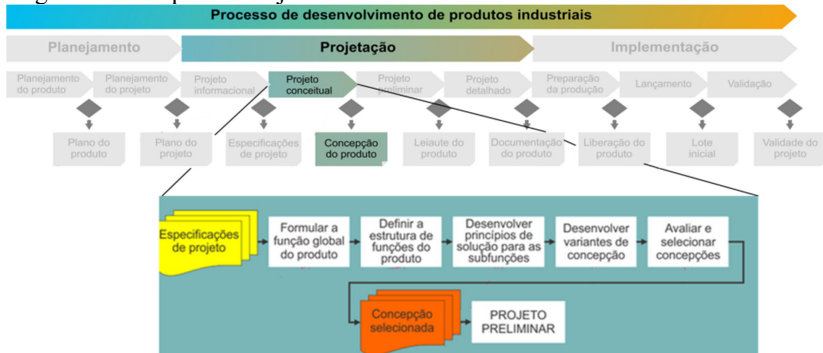 Processo de desenvolvimento de produtos industriais
Planejamento
Projetação
Implementação
Planejamento
do produto
Planejamento
do projeto
Projeto
informacional
Projeto
conceitual
Projeto
preliminar
Projeto
detalhado
Preparação
da produção
Lançamento
Validação
Plano do
produto
Plano do
projeto
Especificações
de projeto
Concepção
do produto
Leiaute do
produto
Documentação
do produto
Liberação do
produto
Lote
inicial
Validade do
projeto
Especificações
de projeto
Formular a
função global
do produto
Definir a
estrutura de
funções do
produto
Desenvolver
princípios de
solução para as
subfunções
Desenvolver
variantes de
concepção
Avaliar e
selecionar
concepções
Concepção
selecionada
PROJETO
PRELIMINAR